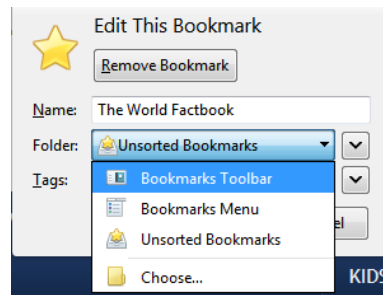 Edit This Bookmark
Remove Bookmark
Name: The World Factbook
Folder: Unsorted Bookmarks
Tags: Bookmarks Toolbar
Bookmarks Menu
el
Unsorted Bookmarks
Choose...
KIDS